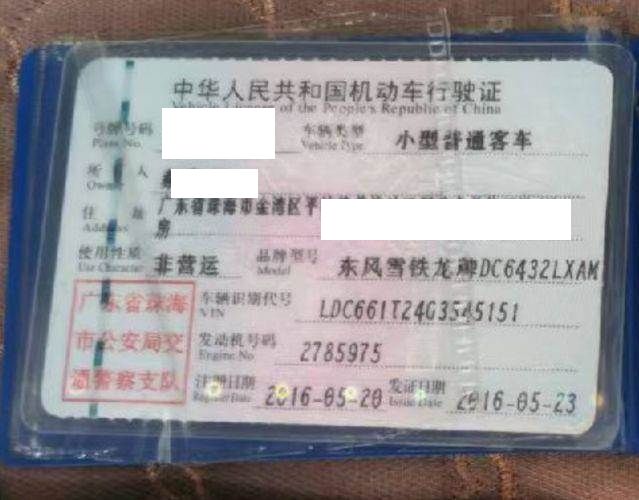 中华人民共和国机动车行驶证
Vehicle License of the People's Republic of China
号牌号码 车辆类型 小型普通客车
Plate No. Vehicle Type
所有人
Owner
住址 广东省珠海市金湾区平
Address 房
使用性质 非营运 品牌型号 东风雪铁龙牌DC6432LXAM
Use Character Model
广东省珠海市公安局交通警察支队
车辆识别代号 LDC661T24G3545151
VIN
发动机号码 2785975
Engine No
注册日期 2016-05-20 发证日期 2016-05-23
Register Date Issue Date